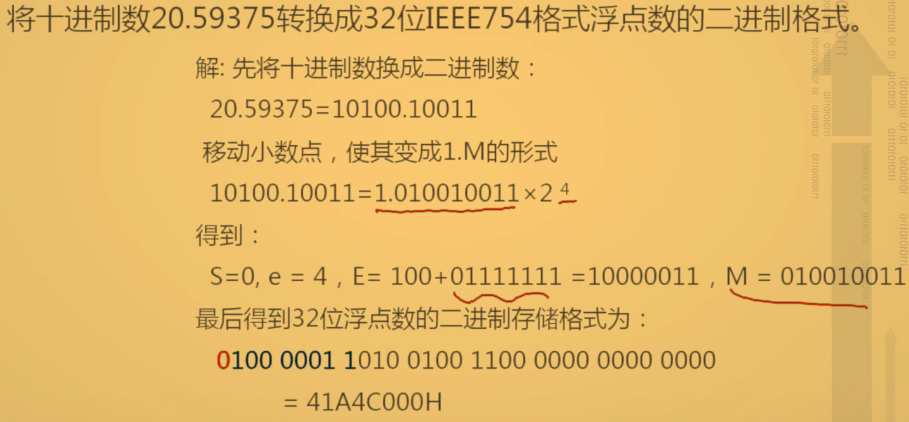 将十进制数20.59375转换成32位IEEE754格式浮点数的二进制格式。
解: 先将十进制数换成二进制数：
20.59375=10100.10011
移动小数点，使其变成1.M的形式
10100.10011=1.010010011×2 4
得到：
S=0, e = 4，E= 100+01111111 =10000011，M = 010010011
最后得到32位浮点数的二进制存储格式为：
0100 0001 1010 0100 1100 0000 0000 0000
= 41A4C000H